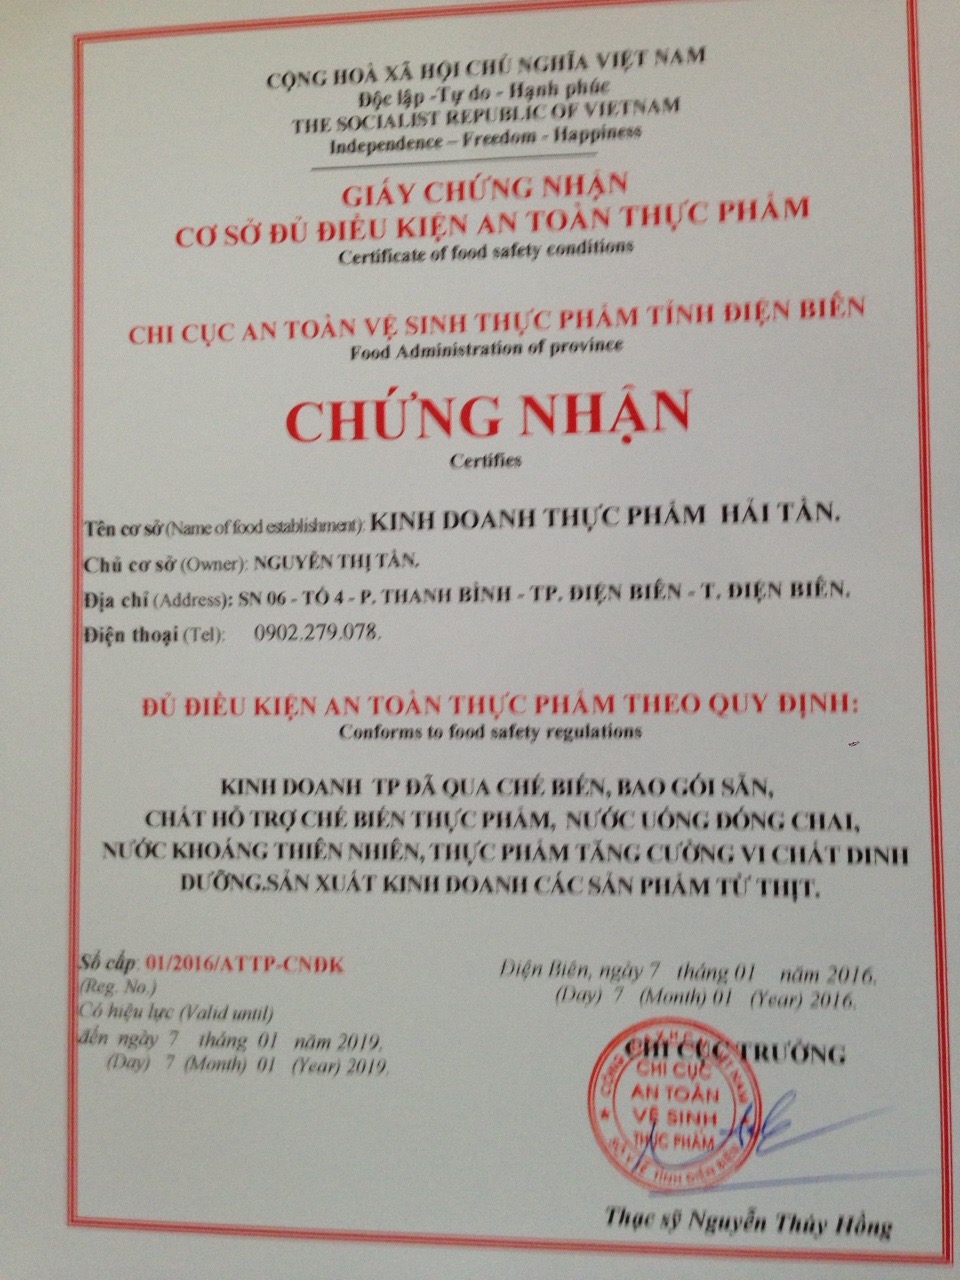 CỘNG HOÀ XÃ HỘI CHỦ NGHĨA VIỆT NAM
Độc lập -Tự do - Hạnh phúc
THE SOCIALIST REPUBLIC OF VIETNAM
Independence – Freedom - Happiness
GIẤY CHỨNG NHẬN
CƠ SỞ ĐỦ ĐIỀU KIỆN AN TOÀN THỰC PHẨM
Certificate of food safety conditions
CHI CỤC AN TOÀN VỆ SINH THỰC PHẨM TỈNH ĐIỆN BIÊN
Food Administration of province
CHỨNG NHẬN
Certifies
Tên cơ sở (Name of food establishment): KINH DOANH THỰC PHẨM HẢI TẦN.
Chủ cơ sở (Owner): NGUYỄN THỊ TẦN.
Địa chỉ (Address): SN 06 - TỔ 4 - P. THANH BÌNH - TP. ĐIỆN BIÊN - T. ĐIỆN BIÊN.
Điện thoại (Tel): 0902.279.078.
ĐỦ ĐIỀU KIỆN AN TOÀN THỰC PHẨM THEO QUY ĐỊNH:
Conforms to food safety regulations
KINH DOANH TP ĐÃ QUA CHẾ BIẾN, BAO GÓI SẴN,
CHẤT HỖ TRỢ CHẾ BIẾN THỰC PHẨM, NƯỚC UỐNG ĐÓNG CHAI,
NƯỚC KHOÁNG THIÊN NHIÊN, THỰC PHẨM TĂNG CƯỜNG VI CHẤT DINH
DƯỠNG.SẢN XUẤT KINH DOANH CÁC SẢN PHẨM TỪ THỊT.
Số cấp: 01/2016/ATTP-CNĐK
(Reg. No.)
Có hiệu lực (Valid until)
đến ngày 7 tháng 01 năm 2019.
(Day) 7 (Month) 01 (Year) 2019.
Điện Biên, ngày 7 tháng 01 năm 2016.
(Day) 7 (Month) 01 (Year) 2016.
CHI CỤC TRƯỞNG
CHI CỤC
AN TOÀN
VỆ SINH
THỰC PHẨM
SỞ Y TẾ TỈNH ĐIỆN BIÊN
Thạc sỹ Nguyễn Thúy Hồng